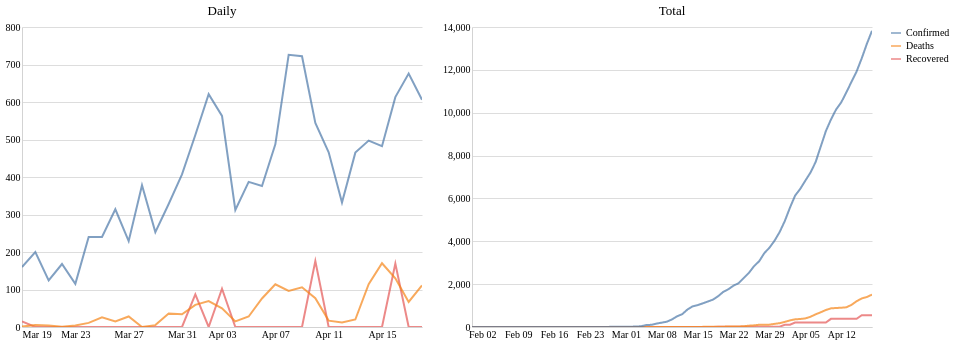 Daily
800
700
600
500
400
300
200
100
0
Mar 19 Mar 23 Mar 27 Mar 31 Apr 03 Apr 07 Apr 11 Apr 15
Total
14,000
12,000
10,000
8,000
6,000
4,000
2,000
0
Feb 02 Feb 09 Feb 16 Feb 23 Mar 01 Mar 08 Mar 15 Mar 22 Mar 29 Apr 05 Apr 12
Confirmed
Deaths
Recovered